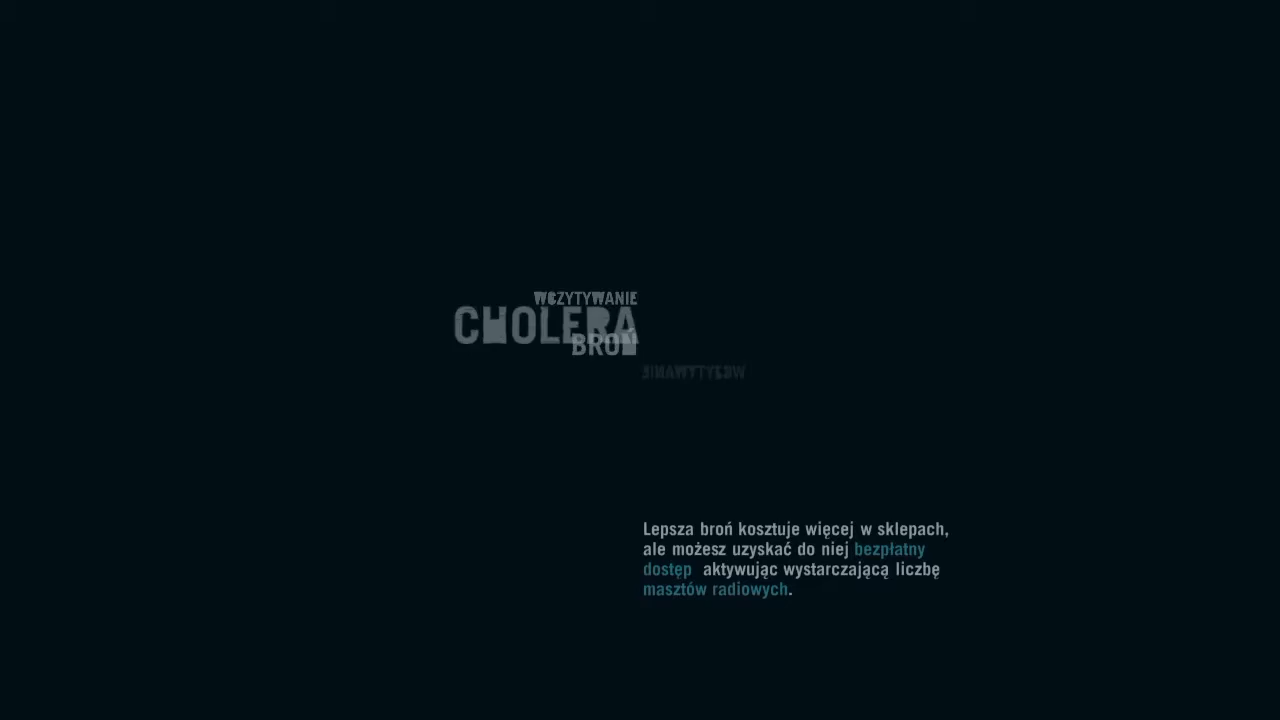 WCZYTYWANIE
CHOLERA
BROŃ
WCZYTYWANIE
Lepsza broń kosztuje więcej w sklepach,
ale możesz uzyskać do niej bezpłatny
dostęp aktywując wystarczającą liczbę
masztów radiowych.